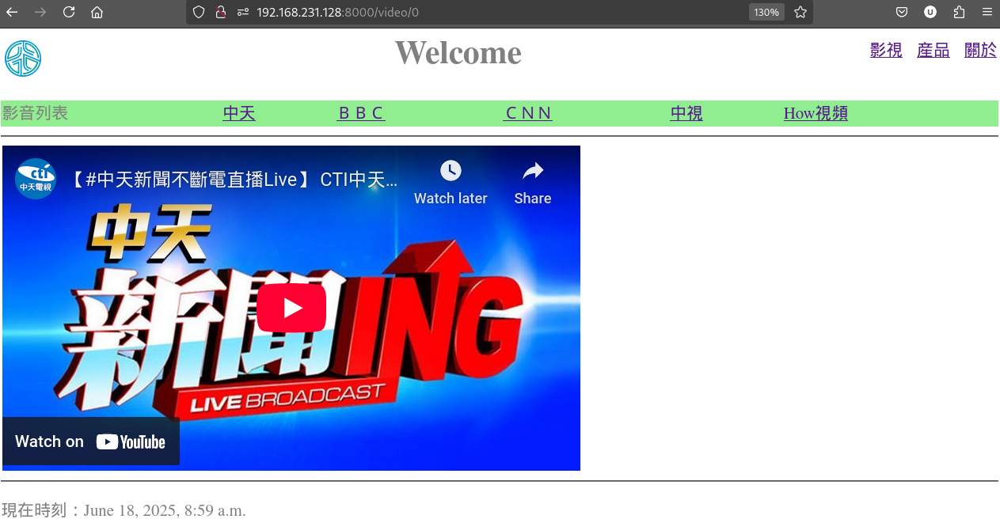 192.168.231.128:8000/video/0 130% U
Welcome
影視 産品 關於
影音列表 中天 ＢＢＣ ＣＮＮ 中視 How視頻
cti
中天電視
【#中天新聞不斷電直播Live】 CTI中天...
Watch later
Share
中天
新聞ING
LIVE BROADCAST
Watch on YouTube
現在時刻：June 18, 2025, 8:59 a.m.